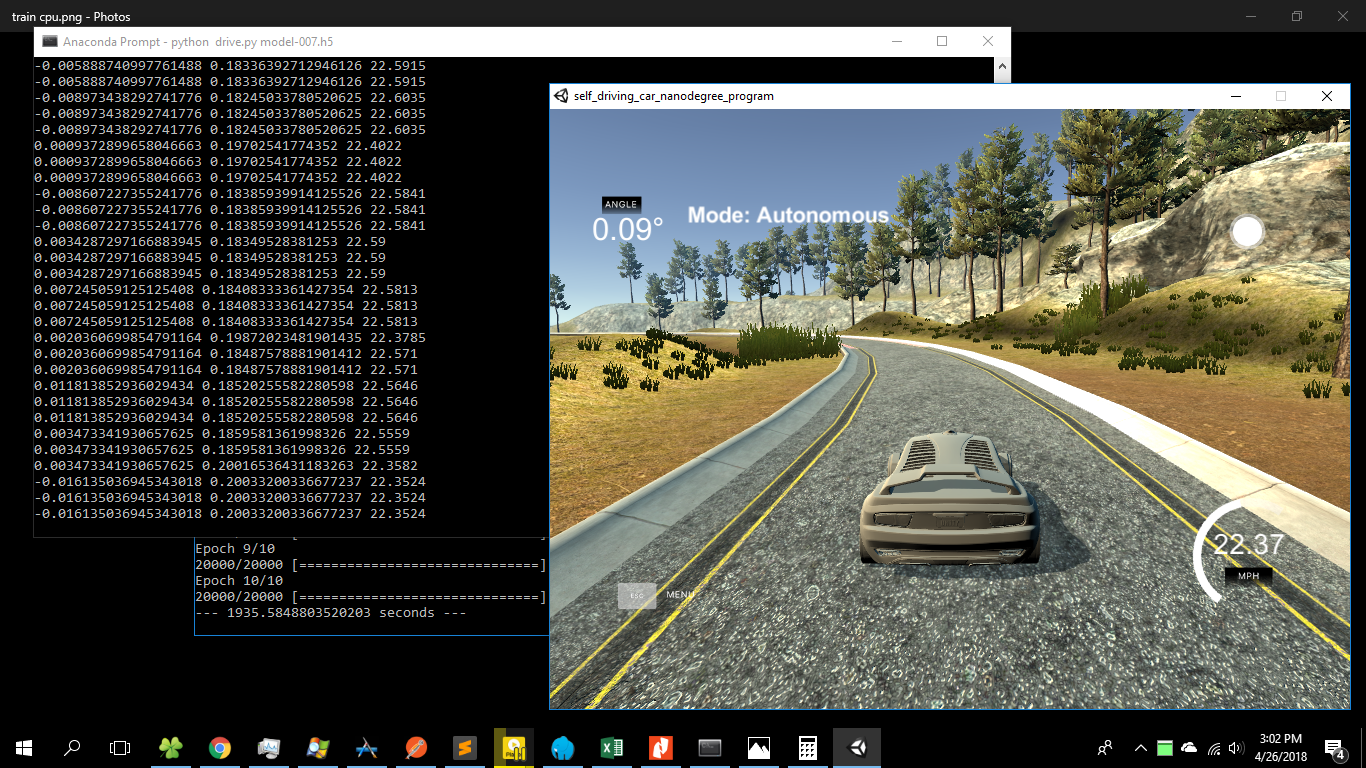 train cpu.png - Photos
Anaconda Prompt - python  drive.py model-007.h5
-0.005888740997761488 0.18336392712946126 22.5915
-0.005888740997761488 0.18336392712946126 22.5915
-0.008973438292741776 0.18245033780520625 22.6035
-0.008973438292741776 0.18245033780520625 22.6035
-0.008973438292741776 0.18245033780520625 22.6035
0.0009372899658046663 0.19702541774352 22.4022
0.0009372899658046663 0.19702541774352 22.4022
0.0009372899658046663 0.19702541774352 22.4022
-0.008607227355241776 0.18385939914125526 22.5841
-0.008607227355241776 0.18385939914125526 22.5841
-0.008607227355241776 0.18385939914125526 22.5841
0.0034287297166883945 0.18349528381253 22.59
0.0034287297166883945 0.18349528381253 22.59
0.0034287297166883945 0.18349528381253 22.59
0.007245059125125408 0.18408333361427354 22.5813
0.007245059125125408 0.18408333361427354 22.5813
0.007245059125125408 0.18408333361427354 22.5813
0.0020360699854791164 0.19872023481901435 22.3785
0.0020360699854791164 0.18487578881901412 22.571
0.0020360699854791164 0.18487578881901412 22.571
0.011813852936029434 0.18520255582280598 22.5646
0.011813852936029434 0.18520255582280598 22.5646
0.011813852936029434 0.18520255582280598 22.5646
0.003473341930657625 0.1859581361998326 22.5559
0.003473341930657625 0.1859581361998326 22.5559
0.003473341930657625 0.20016536431183263 22.3582
-0.016135036945343018 0.20033200336677237 22.3524
-0.016135036945343018 0.20033200336677237 22.3524
-0.016135036945343018 0.20033200336677237 22.3524
Epoch 9/10
20000/20000 [==============================]
Epoch 10/10
20000/20000 [==============================]
--- 1935.5848803520203 seconds ---
self_driving_car_nanodegree_program
ANGLE
0.09°
Mode: Autonomous
22.37
MPH
ESC MENU
3:02 PM
4/26/2018
4